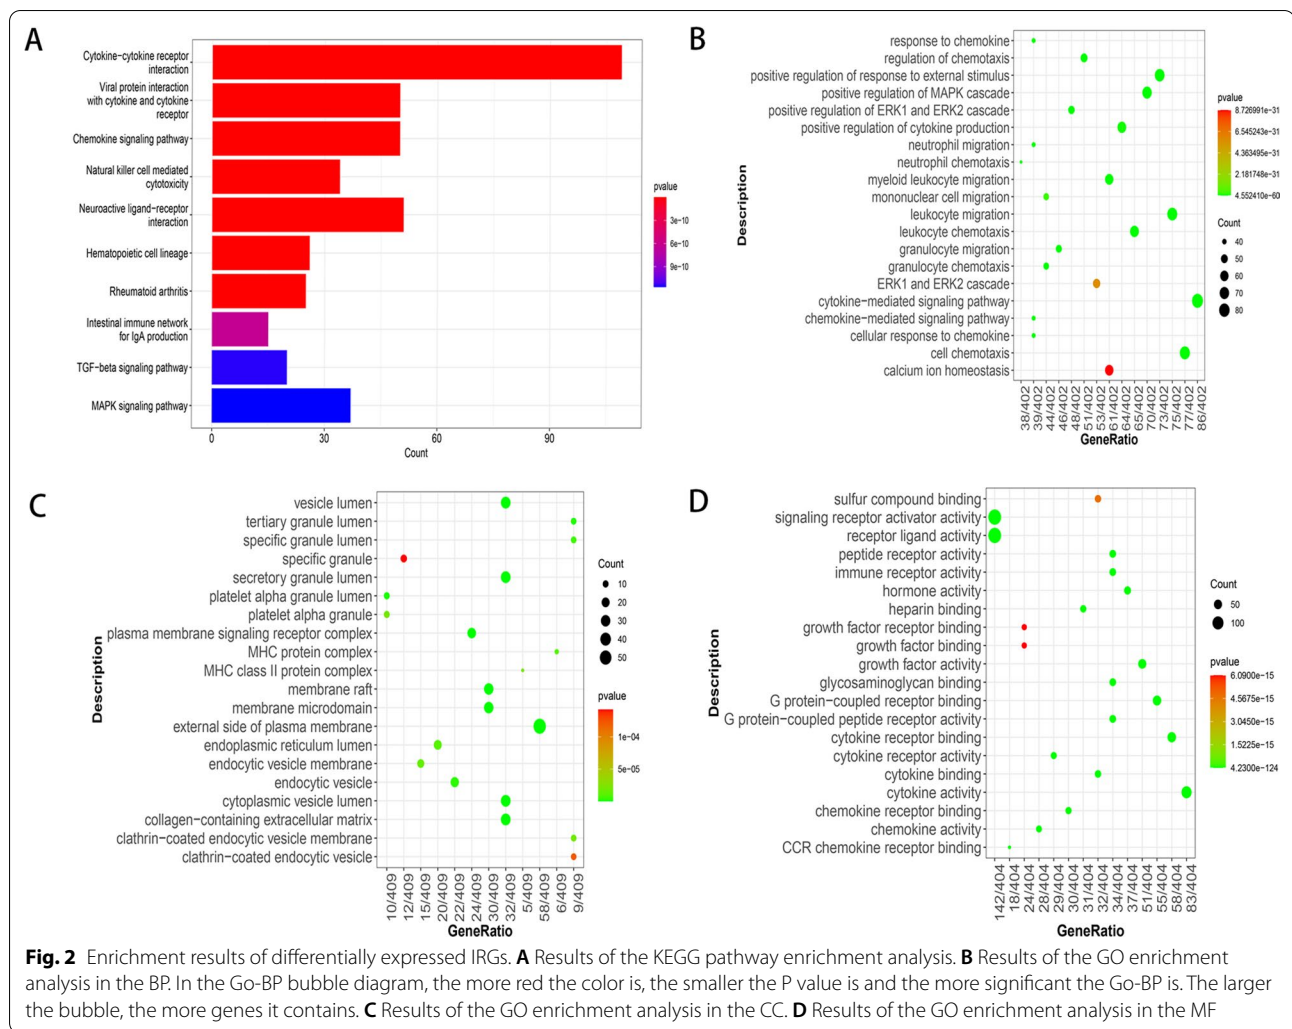 A
Cytokine-cytokine receptor
interaction
Viral protein interaction
with cytokine and cytokine
receptor
Chemokine signaling pathway
Natural killer cell mediated
cytotoxicity
Neuroactive ligand-receptor
interaction
Hematopoietic cell lineage
Rheumatoid arthritis
Intestinal immune network
for IgA production
TGF-beta signaling pathway
MAPK signaling pathway
0 30 60 90
Count
pvalue
3e-10
6e-10
9e-10
B
Description
response to chemokine
regulation of chemotaxis
positive regulation of response to external stimulus
positive regulation of MAPK cascade
positive regulation of ERK1 and ERK2 cascade
positive regulation of cytokine production
neutrophil migration
neutrophil chemotaxis
myeloid leukocyte migration
mononuclear cell migration
leukocyte migration
leukocyte chemotaxis
granulocyte migration
granulocyte chemotaxis
ERK1 and ERK2 cascade
cytokine-mediated signaling pathway
chemokine-mediated signaling pathway
cellular response to chemokine
cell chemotaxis
calcium ion homeostasis
38/402 39/402 44/402 46/402 48/402 51/402 53/402 61/402 64/402 65/402 70/402 73/402 75/402 77/402 86/402
GeneRatio
pvalue
8.726991e-31
6.545243e-31
4.363495e-31
2.181748e-31
4.552410e-60
Count
40
50
60
70
80
C
Description
vesicle lumen
tertiary granule lumen
specific granule lumen
specific granule
secretory granule lumen
platelet alpha granule lumen
platelet alpha granule
plasma membrane signaling receptor complex
MHC protein complex
MHC class II protein complex
membrane raft
membrane microdomain
external side of plasma membrane
endoplasmic reticulum lumen
endocytic vesicle membrane
endocytic vesicle
cytoplasmic vesicle lumen
collagen-containing extracellular matrix
clathrin-coated endocytic vesicle membrane
clathrin-coated endocytic vesicle
10/409 12/409 15/409 20/409 22/409 24/409 30/409 32/409 5/409 58/409 6/409 9/409
GeneRatio
Count
10
20
30
40
50
pvalue
1e-04
5e-05
D
Description
sulfur compound binding
signaling receptor activator activity
receptor ligand activity
peptide receptor activity
immune receptor activity
hormone activity
heparin binding
growth factor receptor binding
growth factor binding
growth factor activity
glycosaminoglycan binding
G protein-coupled receptor binding
G protein-coupled peptide receptor activity
cytokine receptor binding
cytokine receptor activity
cytokine binding
cytokine activity
chemokine receptor binding
chemokine activity
CCR chemokine receptor binding
142/404 18/404 24/404 28/404 29/404 30/404 31/404 32/404 34/404 37/404 51/404 55/404 58/404 83/404
GeneRatio
Count
50
100
pvalue
6.0900e-15
4.5675e-15
3.0450e-15
1.5225e-15
4.2300e-124
Fig. 2 Enrichment results of differentially expressed IRGs. A Results of the KEGG pathway enrichment analysis. B Results of the GO enrichment
analysis in the BP. In the Go-BP bubble diagram, the more red the color is, the smaller the P value is and the more significant the Go-BP is. The larger
the bubble, the more genes it contains. C Results of the GO enrichment analysis in the CC. D Results of the GO enrichment analysis in the MF